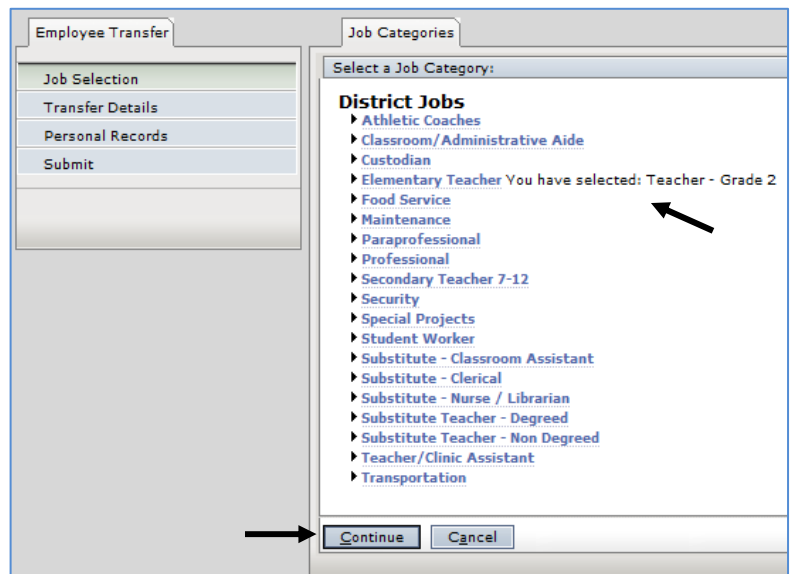 Employee Transfer
Job Selection
Transfer Details
Personal Records
Submit
Job Categories
Select a Job Category:
District Jobs
Athletic Coaches
Classroom/Administrative Aide
Custodian
Elementary Teacher You have selected: Teacher - Grade 2
Food Service
Maintenance
Paraprofessional
Professional
Secondary Teacher 7-12
Security
Special Projects
Student Worker
Substitute - Classroom Assistant
Substitute - Clerical
Substitute - Nurse / Librarian
Substitute Teacher - Degreed
Substitute Teacher - Non Degreed
Teacher/Clinic Assistant
Transportation
Continue Cancel